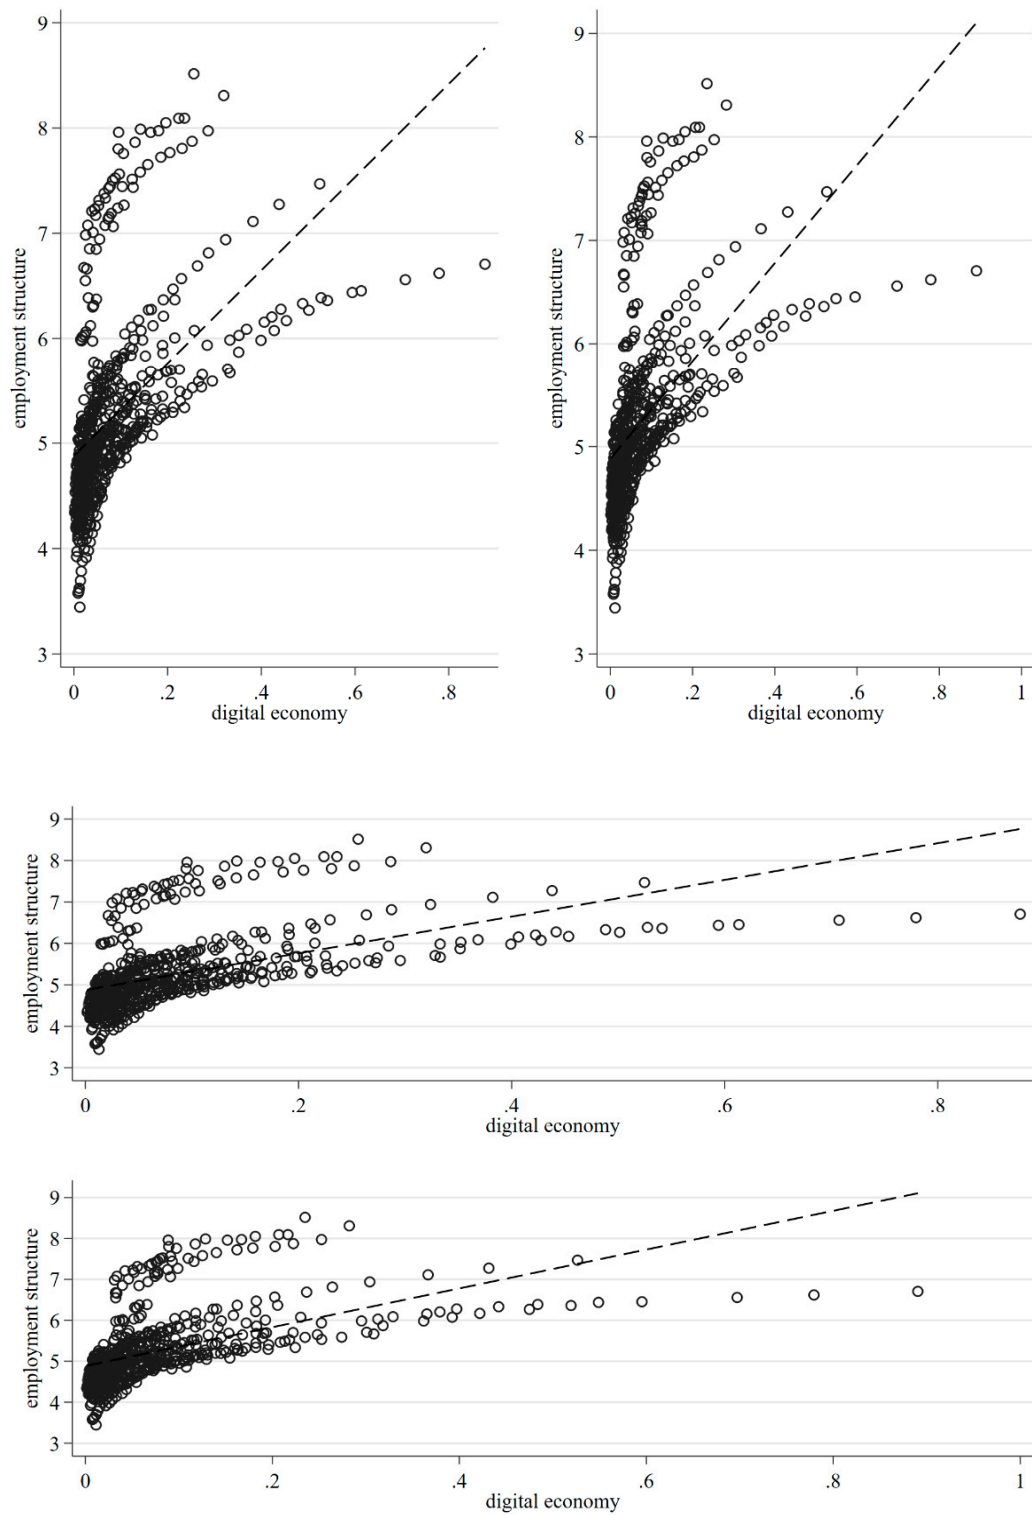 9
8
7
6
5
4
3
employment structure
0 .2 .4 .6 .8
digital economy
9
8
7
6
5
4
3
employment structure
0 .2 .4 .6 .8 1
digital economy
9
8
7
6
5
4
3
employment structure
0 .2 .4 .6 .8
digital economy
9
8
7
6
5
4
3
employment structure
0 .2 .4 .6 .8 1
digital economy